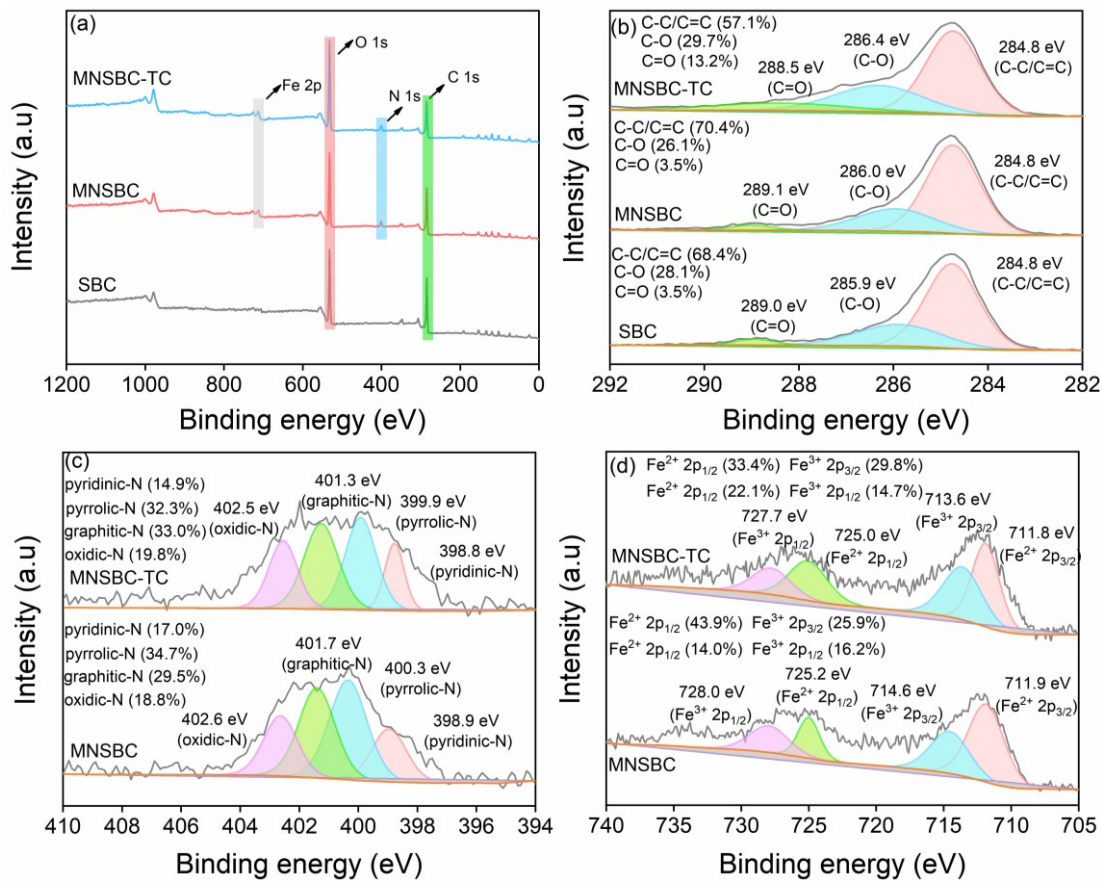 (a)
O 1s
Fe 2p
N 1s
C 1s
MNSBC-TC
MNSBC
SBC
Intensity (a.u)
1200 1000 800 600 400 200 0
Binding energy (eV)
(b)
C-C/C=C (57.1%)
C-O (29.7%)
C=O (13.2%)
MNSBC-TC
288.5 eV
(C=O)
286.4 eV
(C-O)
284.8 eV
(C-C/C=C)
C-C/C=C (70.4%)
C-O (26.1%)
C=O (3.5%)
MNSBC
289.1 eV
(C=O)
286.0 eV
(C-O)
284.8 eV
(C-C/C=C)
C-C/C=C (68.4%)
C-O (28.1%)
C=O (3.5%)
SBC
289.0 eV
(C=O)
285.9 eV
(C-O)
284.8 eV
(C-C/C=C)
Intensity (a.u)
292 290 288 286 284 282
Binding energy (eV)
(c)
pyridinic-N (14.9%)
pyrrolic-N (32.3%)
graphitic-N (33.0%)
oxidic-N (19.8%)
MNSBC-TC
402.5 eV
(oxidic-N)
401.3 eV
(graphitic-N)
399.9 eV
(pyrrolic-N)
398.8 eV
(pyridinic-N)
pyridinic-N (17.0%)
pyrrolic-N (34.7%)
graphitic-N (29.5%)
oxidic-N (18.8%)
MNSBC
402.6 eV
(oxidic-N)
401.7 eV
(graphitic-N)
400.3 eV
(pyrrolic-N)
398.9 eV
(pyridinic-N)
Intensity (a.u)
410 408 406 404 402 400 398 396 394
Binding energy (eV)
(d)
Fe²⁺ 2p₁/₂ (33.4%) Fe³⁺ 2p₃/₂ (29.8%)
Fe²⁺ 2p₁/₂ (22.1%) Fe³⁺ 2p₁/₂ (14.7%)
MNSBC-TC
727.7 eV
(Fe³⁺ 2p₁/₂)
725.0 eV
(Fe²⁺ 2p₁/₂)
713.6 eV
(Fe³⁺ 2p₃/₂)
711.8 eV
(Fe²⁺ 2p₃/₂)
Fe²⁺ 2p₁/₂ (43.9%) Fe³⁺ 2p₃/₂ (25.9%)
Fe²⁺ 2p₁/₂ (14.0%) Fe³⁺ 2p₁/₂ (16.2%)
MNSBC
728.0 eV
(Fe³⁺ 2p₁/₂)
725.2 eV
(Fe²⁺ 2p₁/₂)
714.6 eV
(Fe³⁺ 2p₃/₂)
711.9 eV
(Fe²⁺ 2p₃/₂)
Intensity (a.u)
740 735 730 725 720 715 710 705
Binding energy (eV)